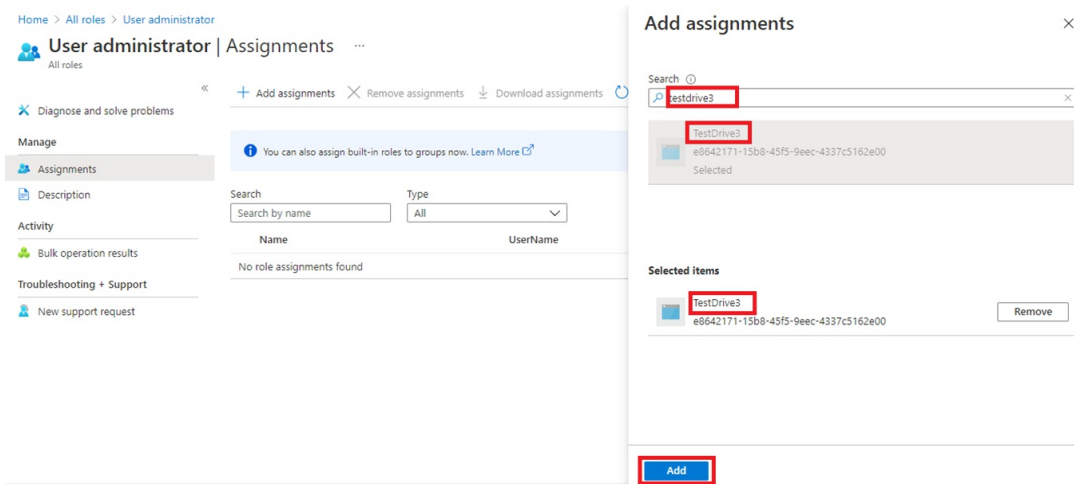 Home > All roles > User administrator
User administrator | Assignments ...
All roles
«
Diagnose and solve problems
Manage
Assignments
Description
Activity
Bulk operation results
Troubleshooting + Support
New support request
+ Add assignments Remove assignments Download assignments
You can also assign built-in roles to groups now. Learn More
Search Type
Search by name All
Name UserName
No role assignments found
Add assignments
Search
testdrive3
TestDrive3
e8642171-15b8-45f5-9eec-4337c5162e00
Selected
Selected items
TestDrive3
e8642171-15b8-45f5-9eec-4337c5162e00
Remove
Add